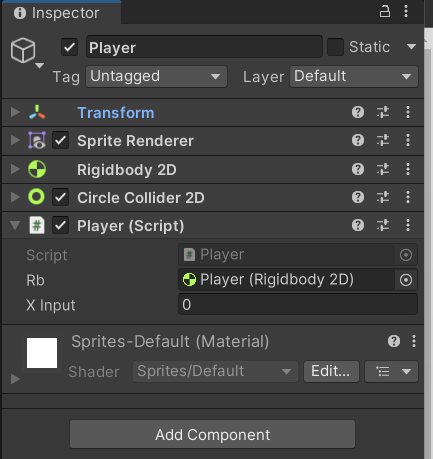 Inspector
Player
Static
Tag Untagged Layer Default
Transform
Sprite Renderer
Rigidbody 2D
Circle Collider 2D
# Player (Script)
Script # Player
Rb Player (Rigidbody 2D)
X Input 0
Sprites-Default (Material)
Shader Sprites/Default Edit...
Add Component